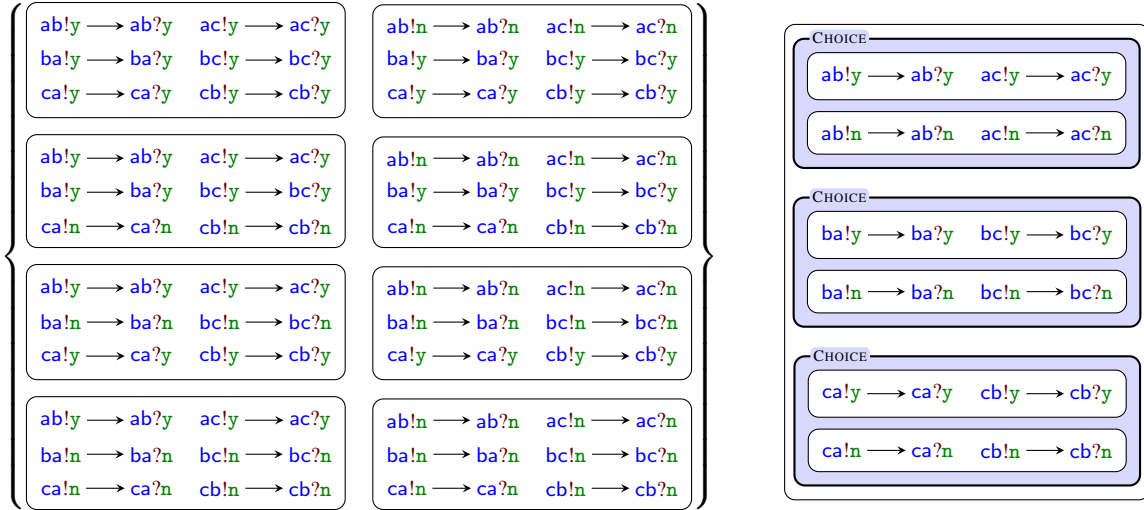 ab!y ⟶ ab?y ac!y ⟶ ac?y
ba!y ⟶ ba?y bc!y ⟶ bc?y
ca!y ⟶ ca?y cb!y ⟶ cb?y
ab!n ⟶ ab?n ac!n ⟶ ac?n
ba!y ⟶ ba?y bc!y ⟶ bc?y
ca!y ⟶ ca?y cb!y ⟶ cb?y
ab!y ⟶ ab?y ac!y ⟶ ac?y
ba!y ⟶ ba?y bc!y ⟶ bc?y
ca!n ⟶ ca?n cb!n ⟶ cb?n
ab!n ⟶ ab?n ac!n ⟶ ac?n
ba!y ⟶ ba?y bc!y ⟶ bc?y
ca!n ⟶ ca?n cb!n ⟶ cb?n
ab!y ⟶ ab?y ac!y ⟶ ac?y
ba!n ⟶ ba?n bc!n ⟶ bc?n
ca!y ⟶ ca?y cb!y ⟶ cb?y
ab!n ⟶ ab?n ac!n ⟶ ac?n
ba!n ⟶ ba?n bc!n ⟶ bc?n
ca!y ⟶ ca?y cb!y ⟶ cb?y
ab!y ⟶ ab?y ac!y ⟶ ac?y
ba!n ⟶ ba?n bc!n ⟶ bc?n
ca!n ⟶ ca?n cb!n ⟶ cb?n
ab!n ⟶ ab?n ac!n ⟶ ac?n
ba!n ⟶ ba?n bc!n ⟶ bc?n
ca!n ⟶ ca?n cb!n ⟶ cb?n
CHOICE
ab!y ⟶ ab?y ac!y ⟶ ac?y
ab!n ⟶ ab?n ac!n ⟶ ac?n
CHOICE
ba!y ⟶ ba?y bc!y ⟶ bc?y
ba!n ⟶ ba?n bc!n ⟶ bc?n
CHOICE
ca!y ⟶ ca?y cb!y ⟶ cb?y
ca!n ⟶ ca?n cb!n ⟶ cb?n